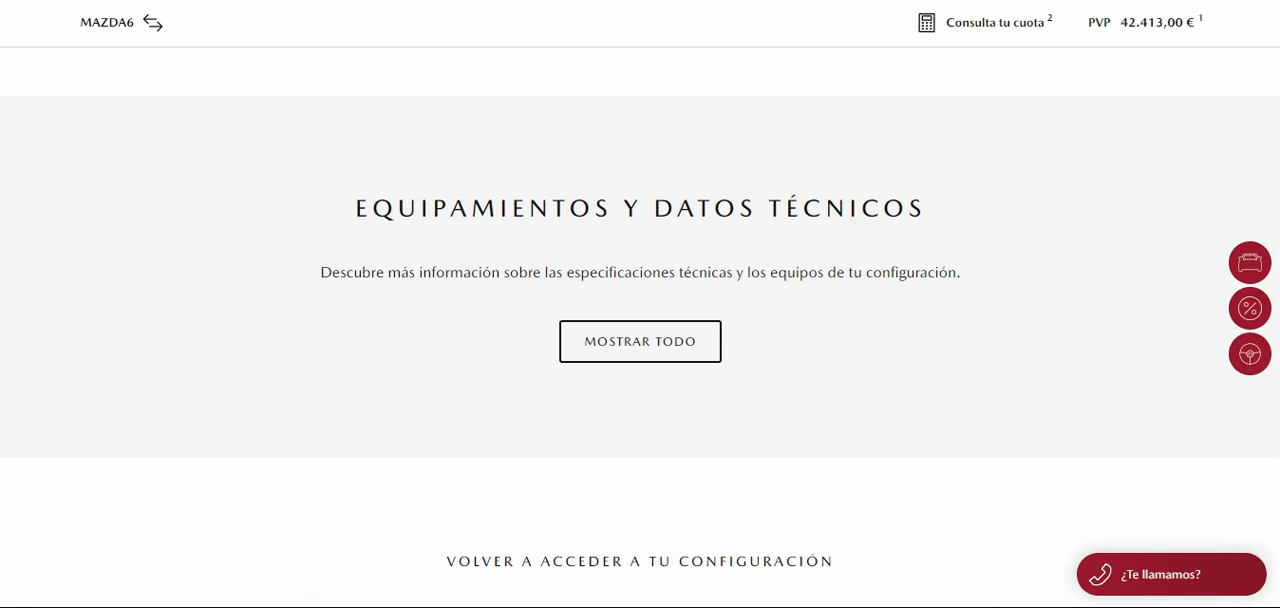 MAZDA6
Consulta tu cuota 2
PVP 42.413,00 € 1
EQUIPAMIENTOS Y DATOS TÉCNICOS
Descubre más información sobre las especificaciones técnicas y los equipos de tu configuración.
MOSTRAR TODO
VOLVER A ACCEDER A TU CONFIGURACIÓN
¿Te llamamos?